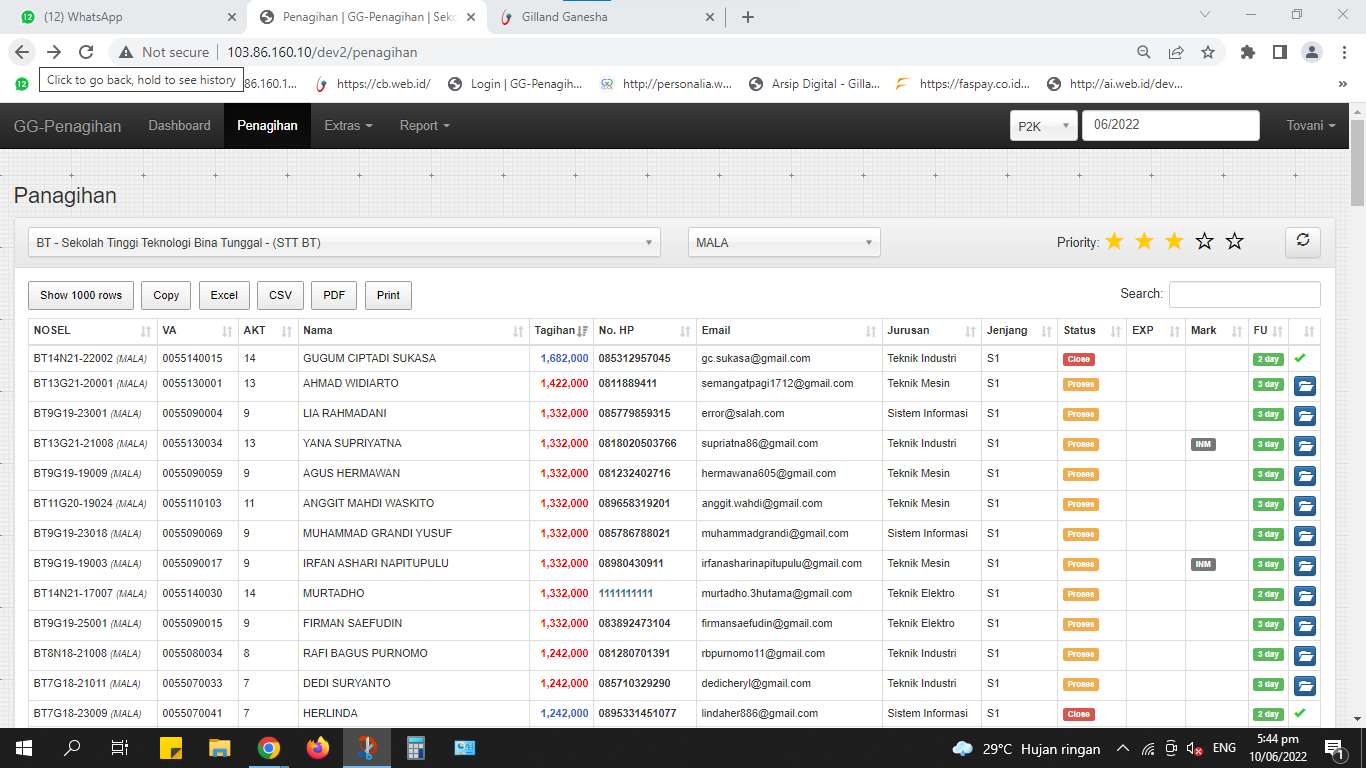 (12) WhatsApp Penagihan | GG-Penagihan | Seko Gilland Ganesha
Not secure 103.86.160.10/dev2/penagihan
Click to go back, hold to see history 86.160.1... https://cb.web.id/ Login | GG-Penagih... http://personalia.w... Arsip Digital - Gilla... https://faspay.co.id... http://ai.web.id/dev... »
GG-Penagihan Dashboard Penagihan Extras Report P2K 06/2022 Tovani
Panagihan
BT - Sekolah Tinggi Teknologi Bina Tunggal - (STT BT) MALA Priority:
Show 1000 rows Copy Excel CSV PDF Print Search:
NOSEL VA AKT Nama Tagihan No. HP Email Jurusan Jenjang Status EXP Mark FU
BT14N21-22002 (MALA) 0055140015 14 GUGUM CIPTADI SUKASA 1,682,000 085312957045 gc.sukasa@gmail.com Teknik Industri S1 Close 2 day
BT13G21-20001 (MALA) 0055130001 13 AHMAD WIDIARTO 1,422,000 0811889411 semangatpagi1712@gmail.com Teknik Mesin S1 Proses 3 day
BT9G19-23001 (MALA) 0055090004 9 LIA RAHMADANI 1,332,000 085779859315 error@salah.com Sistem Informasi S1 Proses 3 day
BT13G21-21008 (MALA) 0055130034 13 YANA SUPRIYATNA 1,332,000 0818020503766 supriatna86@gmail.com Teknik Industri S1 Proses INM 3 day
BT9G19-19009 (MALA) 0055090059 9 AGUS HERMAWAN 1,332,000 081232402716 hermawana605@gmail.com Teknik Mesin S1 Proses 3 day
BT11G20-19024 (MALA) 0055110103 11 ANGGIT MAHDI WASKITO 1,332,000 089658319201 anggit.wahdi@gmail.com Teknik Mesin S1 Proses 3 day
BT9G19-23018 (MALA) 0055090069 9 MUHAMMAD GRANDI YUSUF 1,332,000 085786788021 muhammadgrandi@gmail.com Sistem Informasi S1 Proses 3 day
BT9G19-19003 (MALA) 0055090017 9 IRFAN ASHARI NAPITUPULU 1,332,000 08980430911 irfanasharinapitupulu@gmail.com Teknik Mesin S1 Proses INM 3 day
BT14N21-17007 (MALA) 0055140030 14 MURTADHO 1,332,000 1111111111 murtadho.3hutama@gmail.com Teknik Elektro S1 Proses 2 day
BT9G19-25001 (MALA) 0055090015 9 FIRMAN SAEFUDIN 1,332,000 083892473104 firmansaefudin@gmail.com Teknik Elektro S1 Proses 3 day
BT8N18-21008 (MALA) 0055080034 8 RAFI BAGUS PURNOMO 1,242,000 081280701391 rbpurnomo11@gmail.com Teknik Industri S1 Proses 3 day
BT7G18-21011 (MALA) 0055070033 7 DEDI SURYANTO 1,242,000 085710329290 dedicheryl@gmail.com Teknik Industri S1 Proses 3 day
BT7G18-23009 (MALA) 0055070041 7 HERLINDA 1,242,000 0895331451077 lindaher886@gmail.com Sistem Informasi S1 Close 2 day
29°C Hujan ringan ENG 5:44 pm
10/06/2022 1